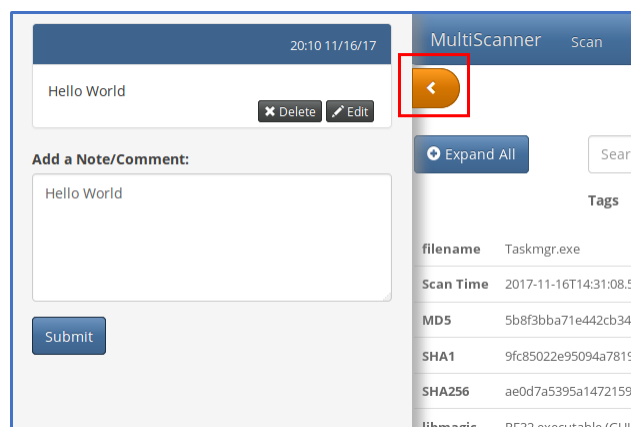 20:10 11/16/17
Hello World
Delete
Edit
Add a Note/Comment:
Hello World
Submit
MultiScanner
Scan
Expand All
Sear
Tags
filename Taskmgr.exe
Scan Time 2017-11-16T14:31:08.5
MD5 5b8f3bba71e442cb34
SHA1 9fc85022e95094a7819
SHA256 ae0d7a5395a1472159